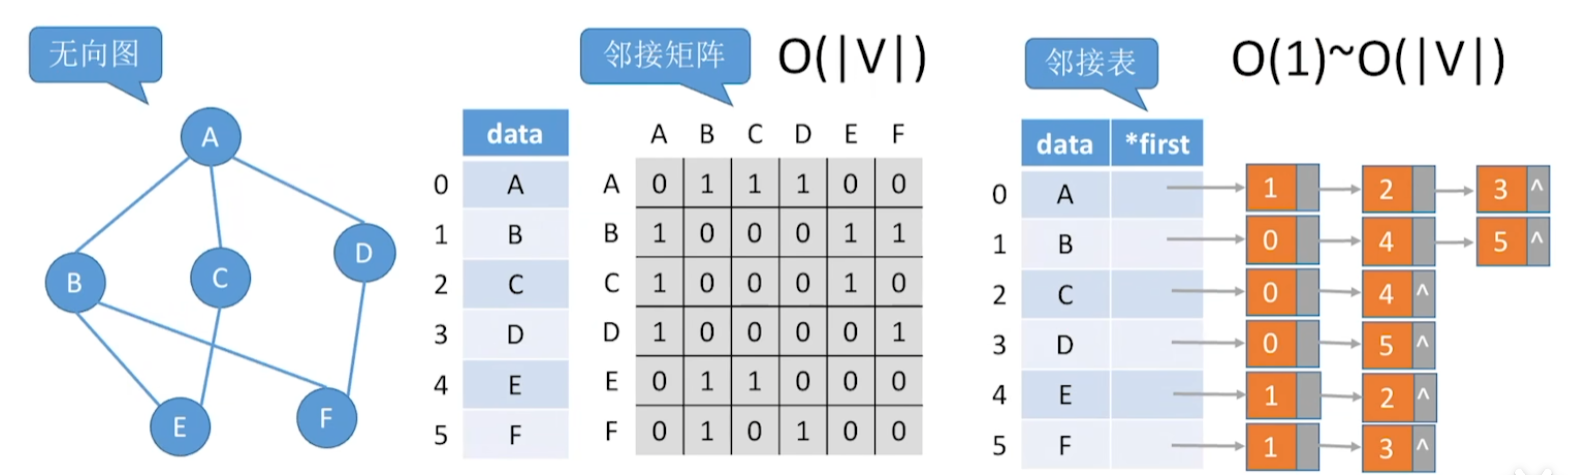 无向图
A
B
C
D
E
F
邻接矩阵 O(|V|)
data
0 A
1 B
2 C
3 D
4 E
5 F
A B C D E F
A 0 1 1 1 0 0
B 1 0 0 0 1 1
C 1 0 0 0 1 0
D 1 0 0 0 0 1
E 0 1 1 0 0 0
F 0 1 0 1 0 0
邻接表 O(1)~O(|V|)
data *first
0 A 1 2 3 ^
1 B 0 4 5 ^
2 C 0 4 ^
3 D 0 5 ^
4 E 1 2 ^
5 F 1 3 ^